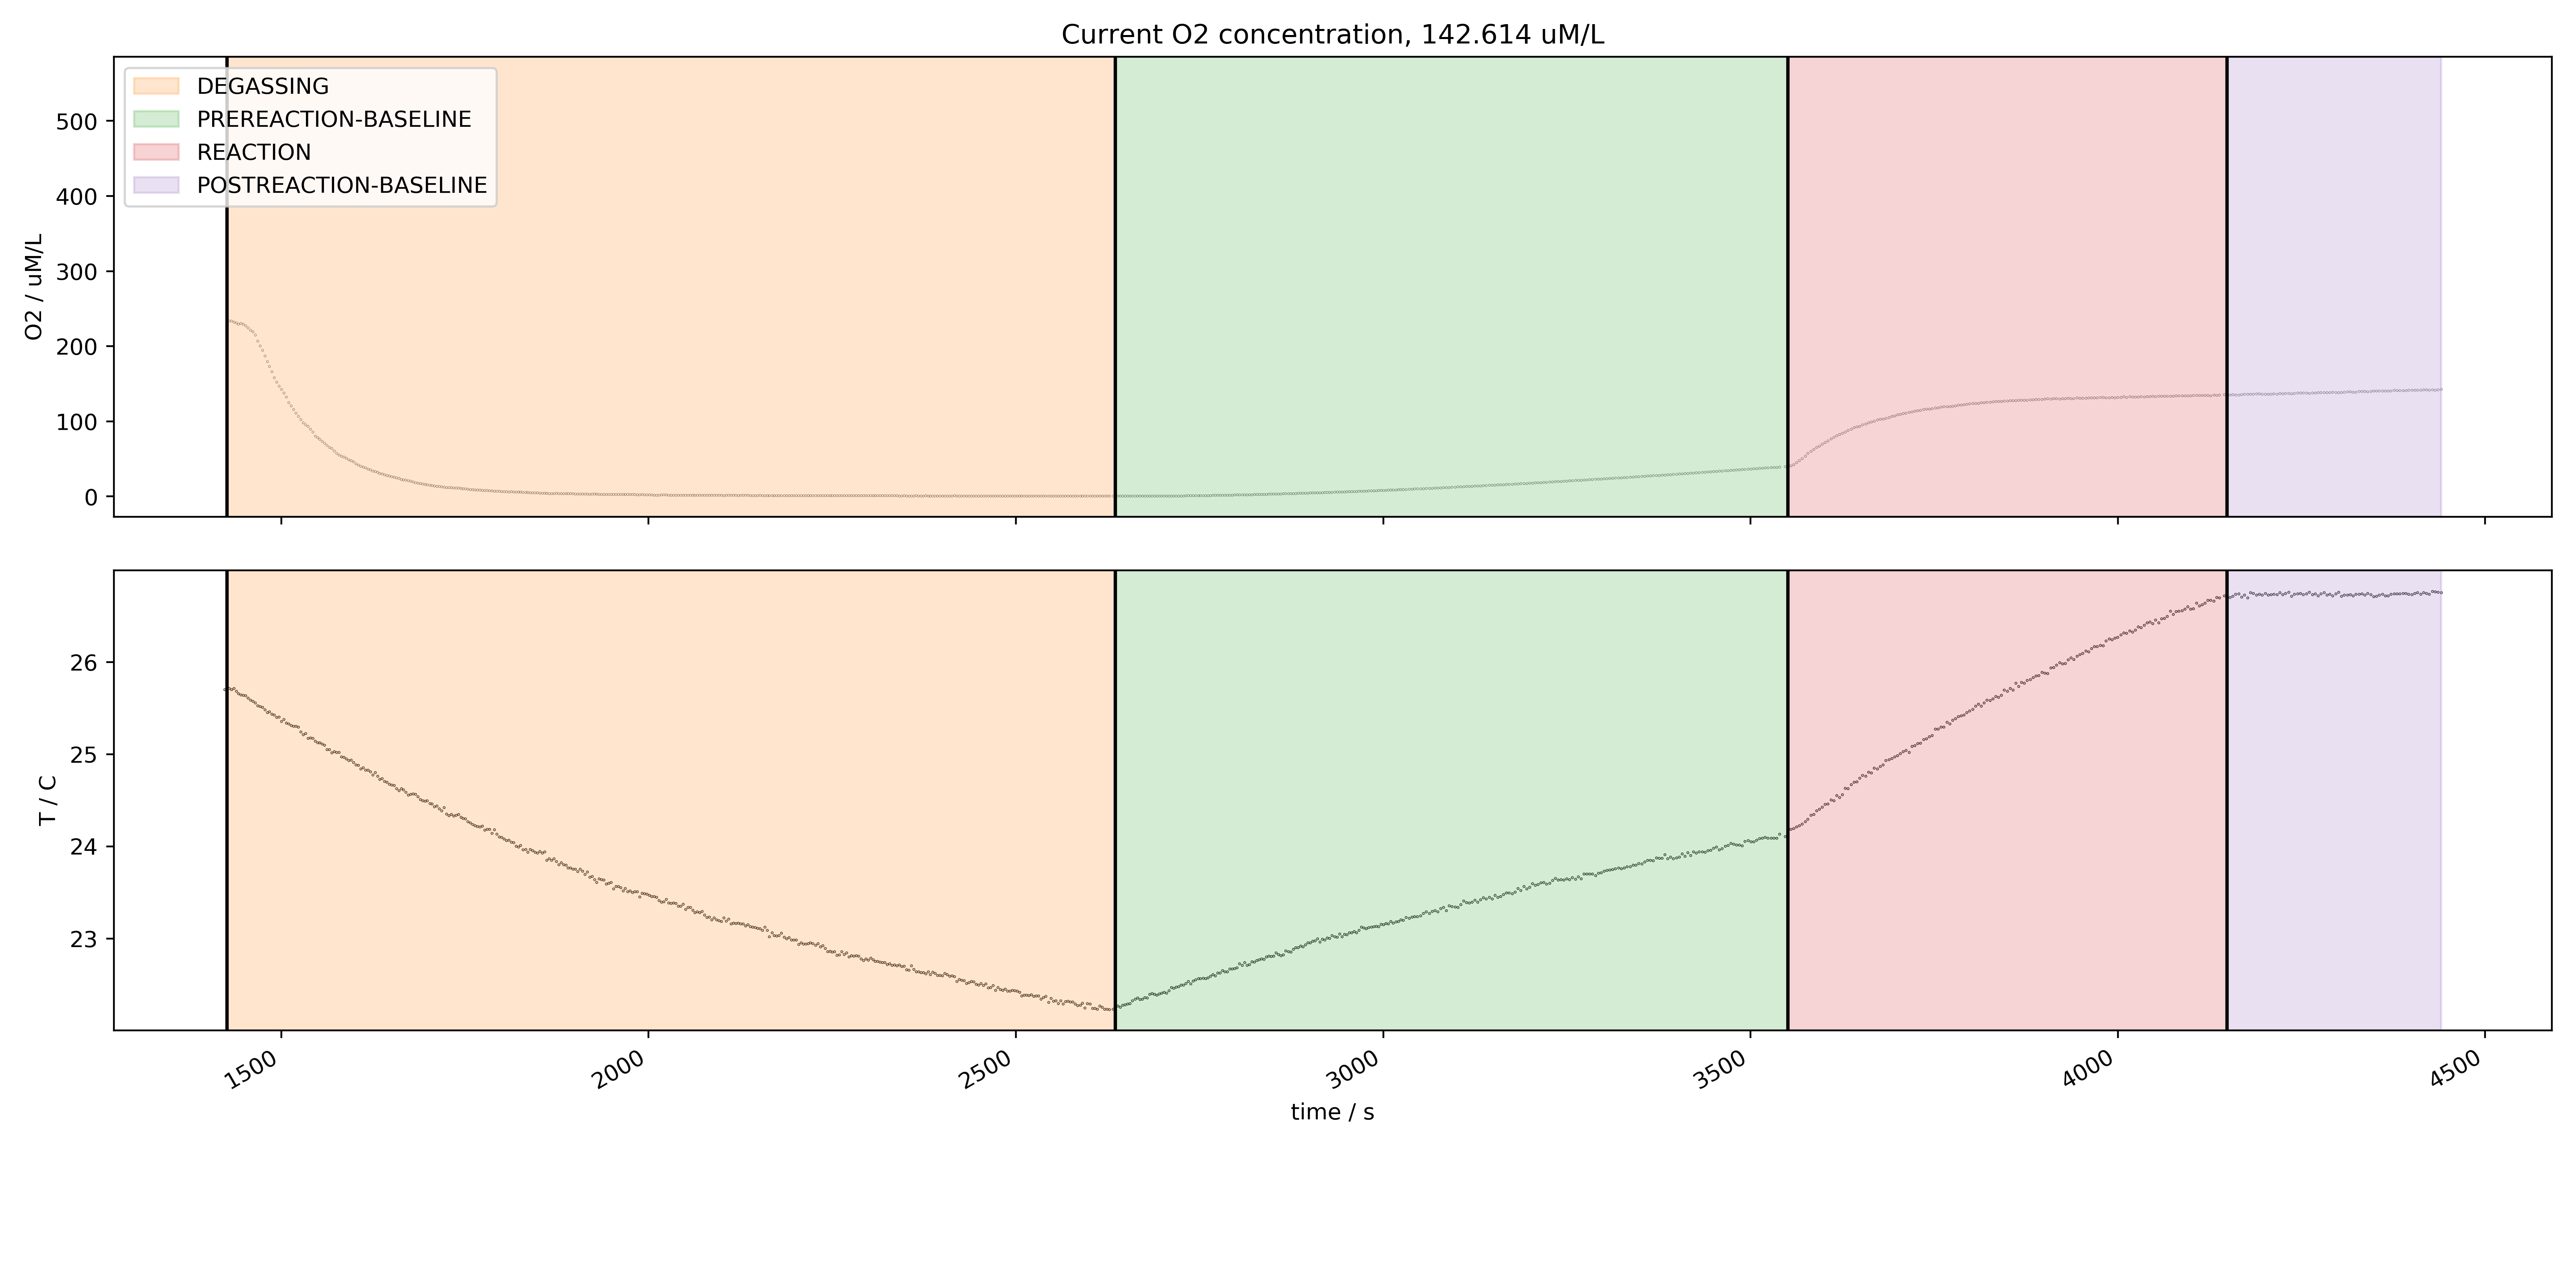 Current O2 concentration, 142.614 uM/L
DEGASSING
PREREACTION-BASELINE
REACTION
POSTREACTION-BASELINE
O2 / uM/L
500
400
300
200
100
0
T / C
26
25
24
23
1500
2000
2500
3000
3500
4000
4500
time / s